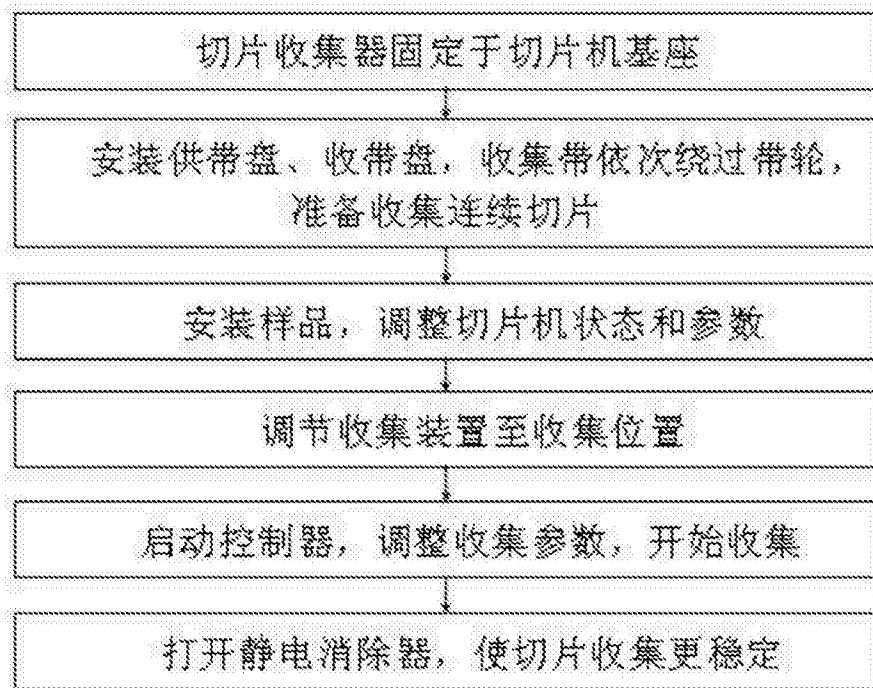 切片收集器固定于切片机基座
安装供带盘、收带盘，收集带依次绕过带轮，
准备收集连续切片
安装样品，调整切片机状态和参数
调节收集装置至收集位置
启动控制器，调整收集参数，开始收集
打开静电消除器，使切片收集更稳定